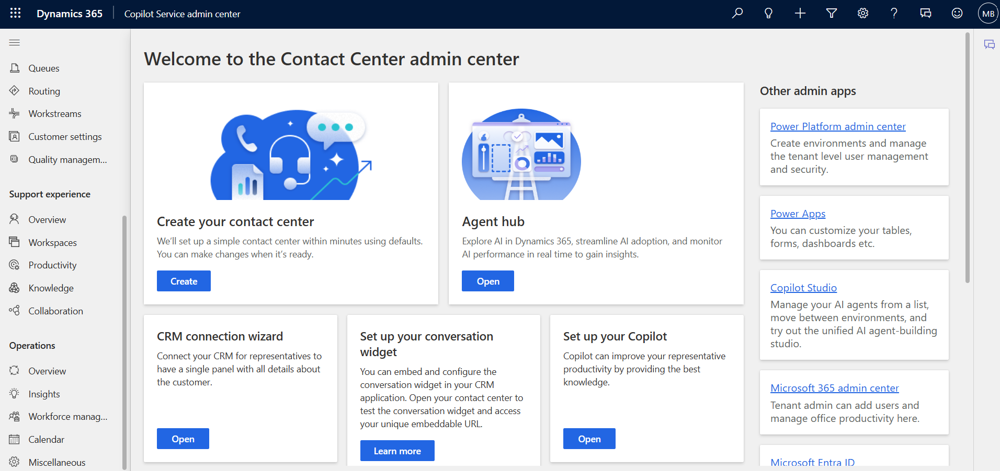 Dynamics 365
Copilot Service admin center
MB
Queues
Routing
Workstreams
Customer settings
Quality managem...
Support experience
Overview
Workspaces
Productivity
Knowledge
Collaboration
Operations
Overview
Insights
Workforce manag...
Calendar
Miscellaneous
Welcome to the Contact Center admin center
Create your contact center
We'll set up a simple contact center within minutes using defaults.
You can make changes when it's ready.
Create
Agent hub
Explore AI in Dynamics 365, streamline AI adoption, and monitor
AI performance in real time to gain insights.
Open
CRM connection wizard
Connect your CRM for representatives to
have a single panel with all details about
the customer.
Open
Set up your conversation
widget
You can embed and configure the
conversation widget in your CRM
application. Open your contact center to
test the conversation widget and access
your unique embeddable URL.
Learn more
Set up your Copilot
Copilot can improve your representative
productivity by providing the best
knowledge.
Open
Other admin apps
Power Platform admin center
Create environments and manage
the tenant level user management
and security.
Power Apps
You can customize your tables,
forms, dashboards etc.
Copilot Studio
Manage your AI agents from a list,
move between environments, and
try out the unified AI agent-building
studio.
Microsoft 365 admin center
Tenant admin can add users and
manage office productivity here.
Microsoft Entra ID